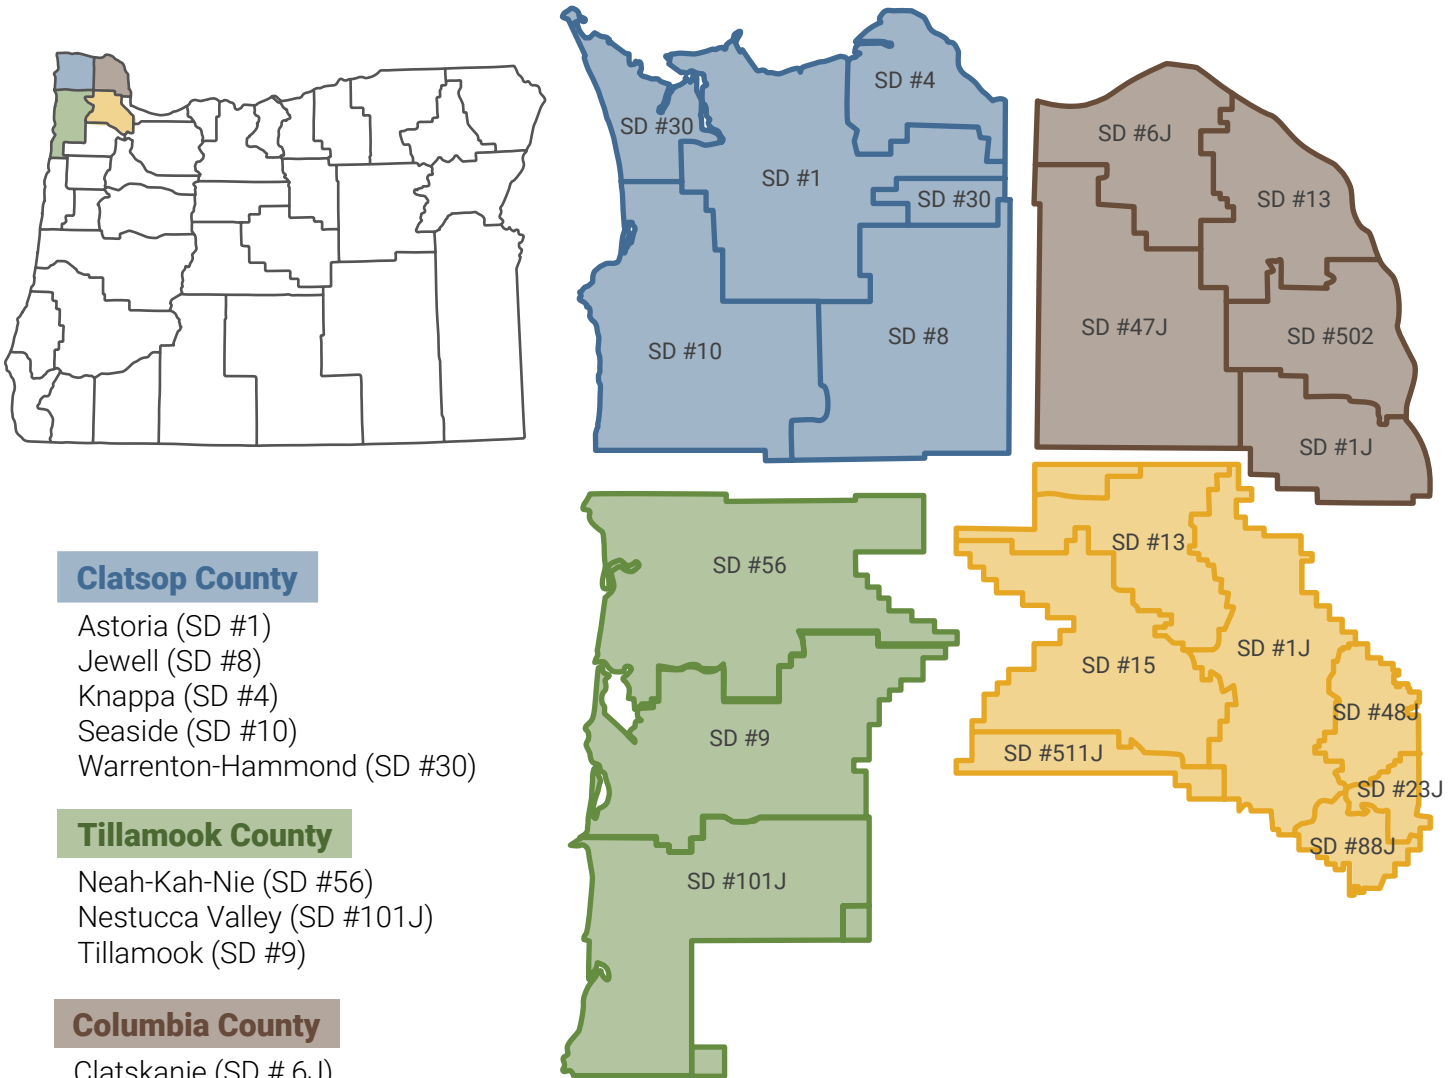 SD #4
SD #30
SD #1
SD #30
SD #10
SD #8
SD #6J
SD #13
SD #47J
SD #502
SD #1J
SD #56
SD #9
SD #101J
SD #13
SD #15
SD #1J
SD #48J
SD #511J
SD #23J
SD #88J
Clatsop County
Astoria (SD #1)
Jewell (SD #8)
Knappa (SD #4)
Seaside (SD #10)
Warrenton-Hammond (SD #30)
Tillamook County
Neah-Kah-Nie (SD #56)
Nestucca Valley (SD #101J)
Tillamook (SD #9)
Columbia County
Clatskanie (SD # 6J)